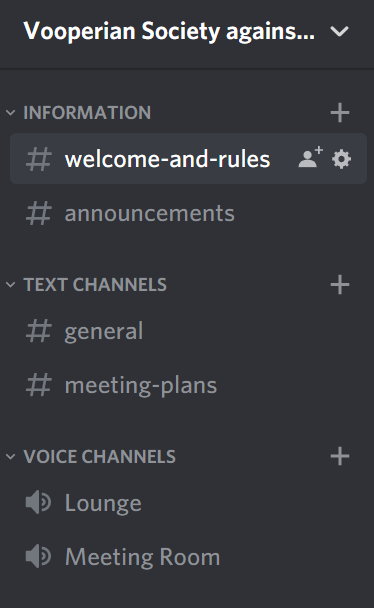 Vooperian Society agains...
INFORMATION
welcome-and-rules
announcements
TEXT CHANNELS
general
meeting-plans
VOICE CHANNELS
Lounge
Meeting Room